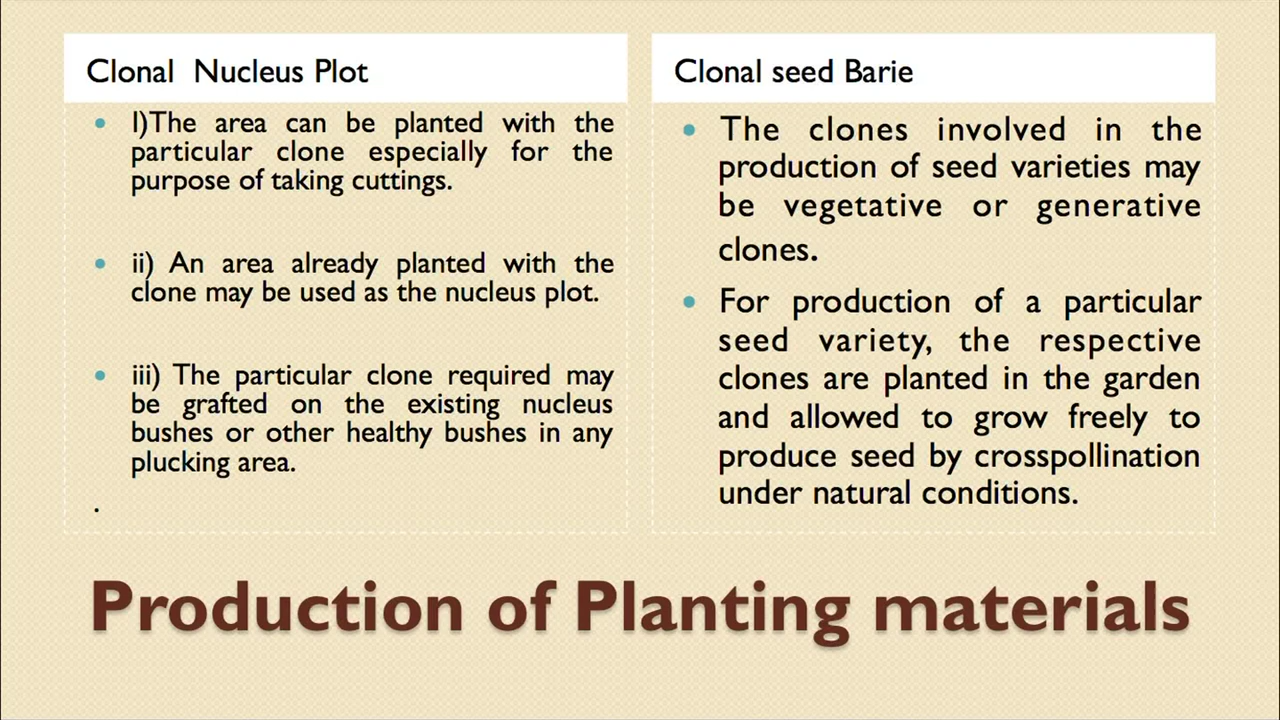 Clonal Nucleus Plot
I)The area can be planted with the
particular clone especially for the
purpose of taking cuttings.
ii) An area already planted with the
clone may be used as the nucleus plot.
iii) The particular clone required may
be grafted on the existing nucleus
bushes or other healthy bushes in any
plucking area.
.
Clonal seed Barie
The clones involved in the
production of seed varieties may
be vegetative or generative
clones.
For production of a particular
seed variety, the respective
clones are planted in the garden
and allowed to grow freely to
produce seed by crosspollination
under natural conditions.
Production of Planting materials